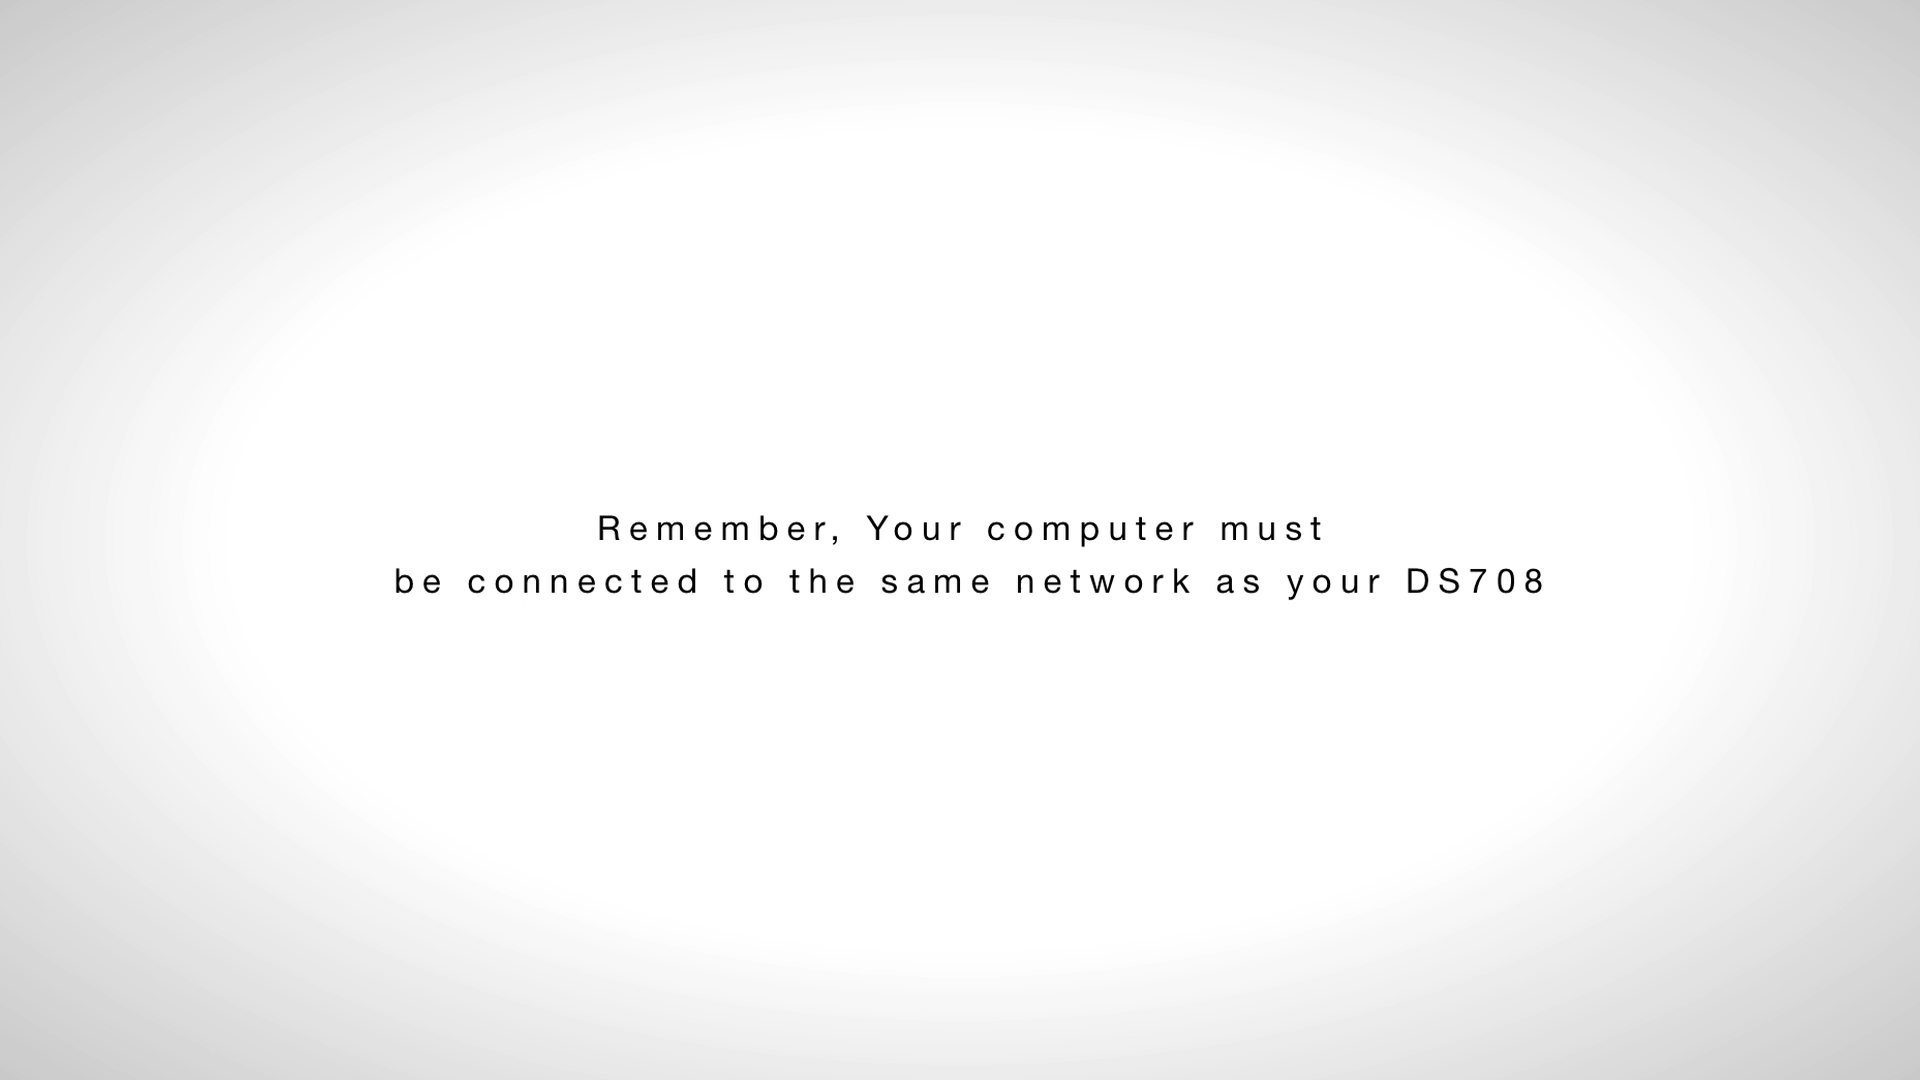 Remember, Your computer must
be connected to the same network as your DS708